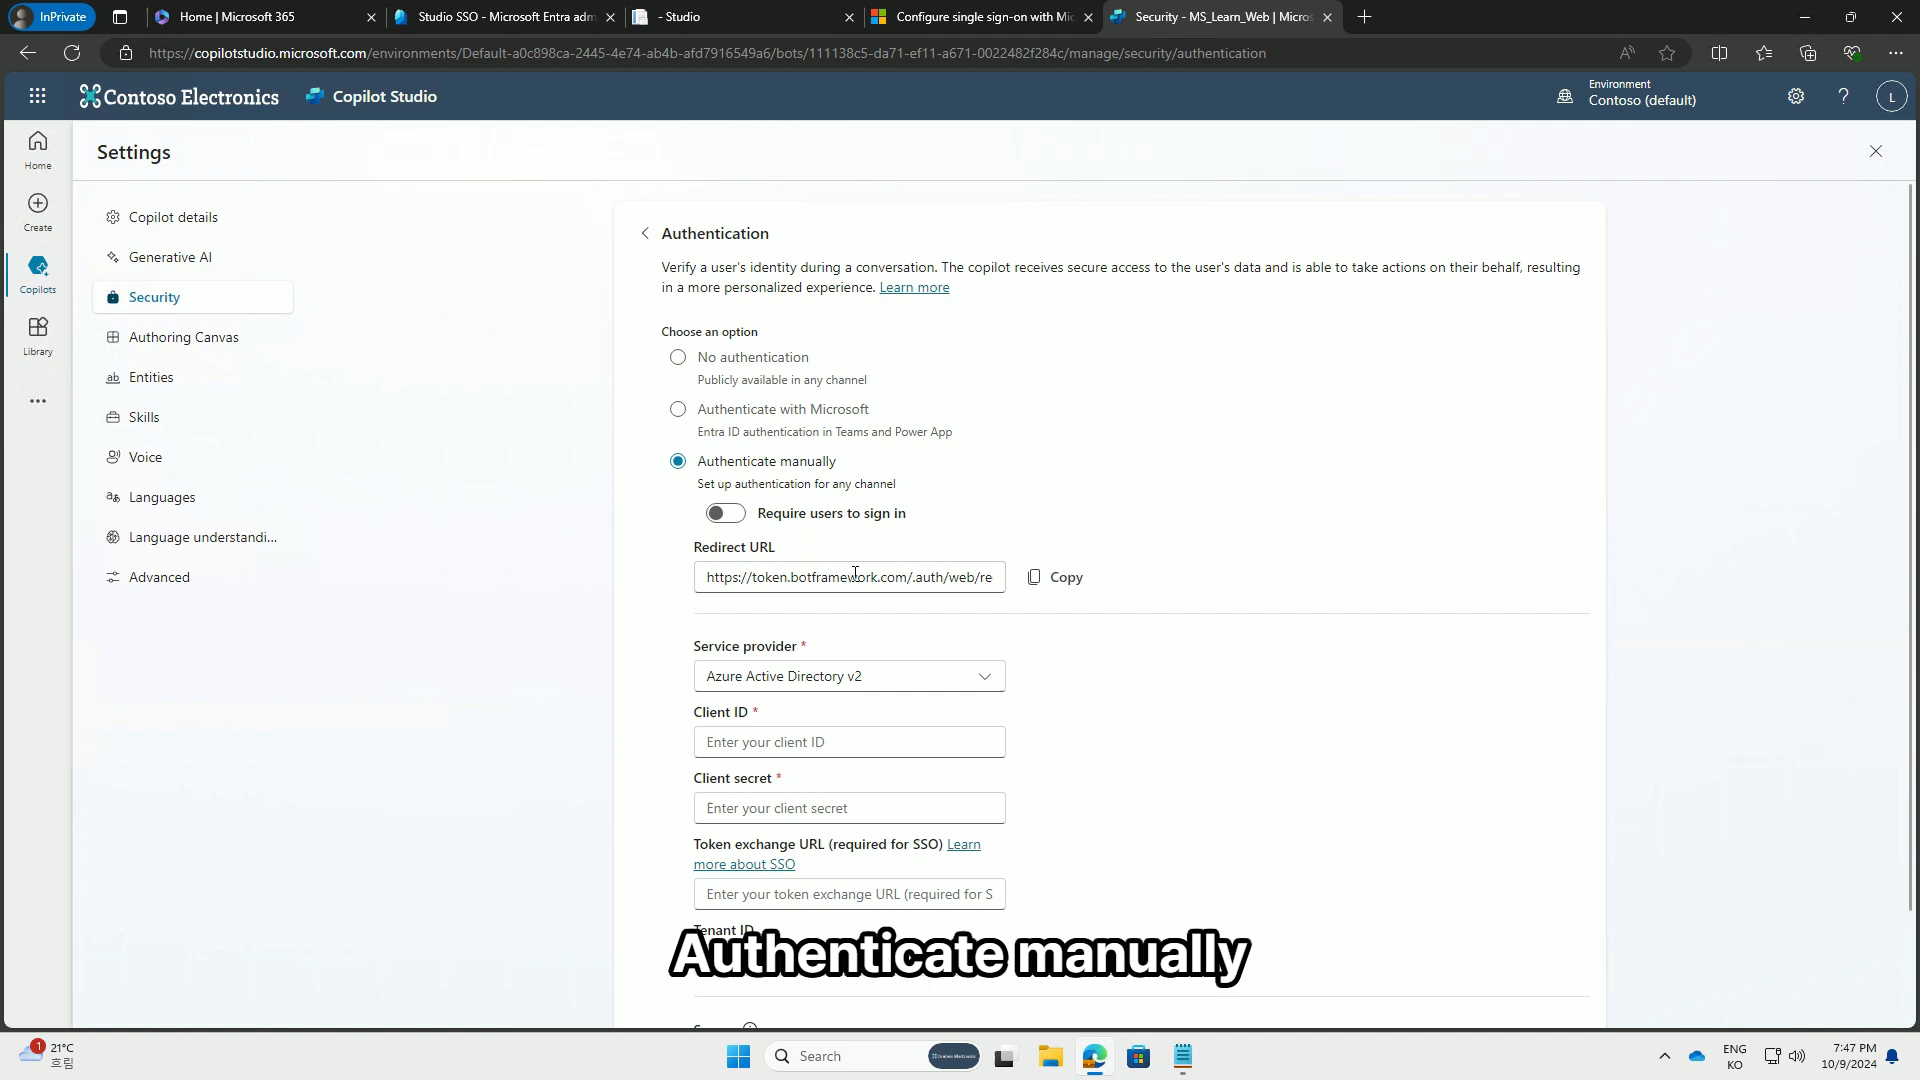 InPrivate
Home | Microsoft 365
Studio SSO - Microsoft Entra adm
- Studio
Configure single sign-on with Mic
Security - MS_Learn_Web | Micros
https://copilotstudio.microsoft.com/environments/Default-a0c898ca-2445-4e74-ab4b-afd7916549a6/bots/111138c5-da71-ef11-a671-0022482f284c/manage/security/authentication
Contoso Electronics
Copilot Studio
Environment
Contoso (default)
L
Home
Create
Copilots
Library
Settings
Copilot details
Generative AI
Security
Authoring Canvas
Entities
Skills
Voice
Languages
Language understandi...
Advanced
Authentication
Verify a user's identity during a conversation. The copilot receives secure access to the user's data and is able to take actions on their behalf, resulting
in a more personalized experience. Learn more
Choose an option
No authentication
Publicly available in any channel
Authenticate with Microsoft
Entra ID authentication in Teams and Power App
Authenticate manually
Set up authentication for any channel
Require users to sign in
Redirect URL
https://token.botframework.com/.auth/web/re
Copy
Service provider *
Azure Active Directory v2
Client ID *
Enter your client ID
Client secret *
Enter your client secret
Token exchange URL (required for SSO) Learn
more about SSO
Enter your token exchange URL (required for S
Tenant ID
Authenticate manually
1
21°C
흐림
Search
ENG
KO
7:47 PM
10/9/2024